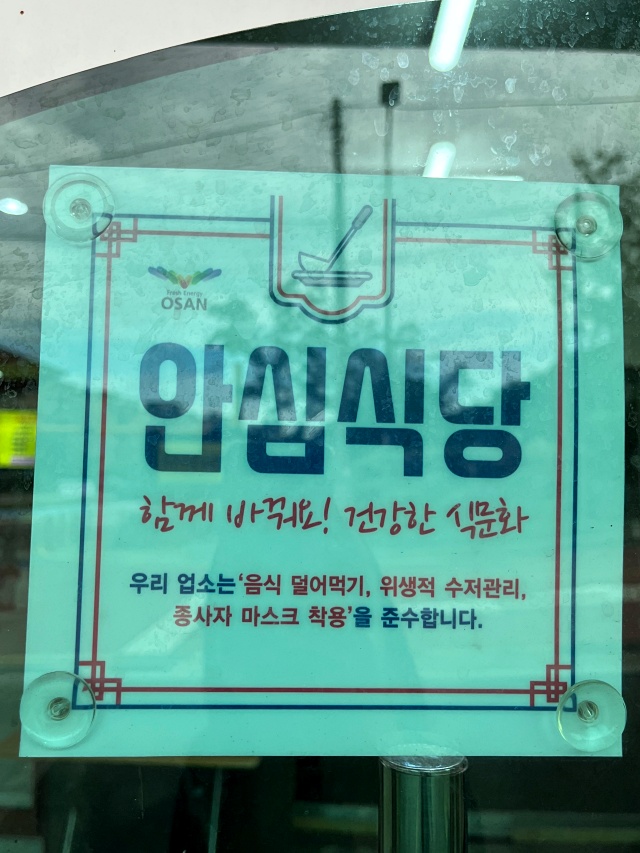 Fresh Energy
OSAN
안심식당
함께 바꿔요! 건강한 식문화
우리 업소는 '음식 덜어먹기, 위생적 수저관리,
종사자 마스크 착용'을 준수합니다.